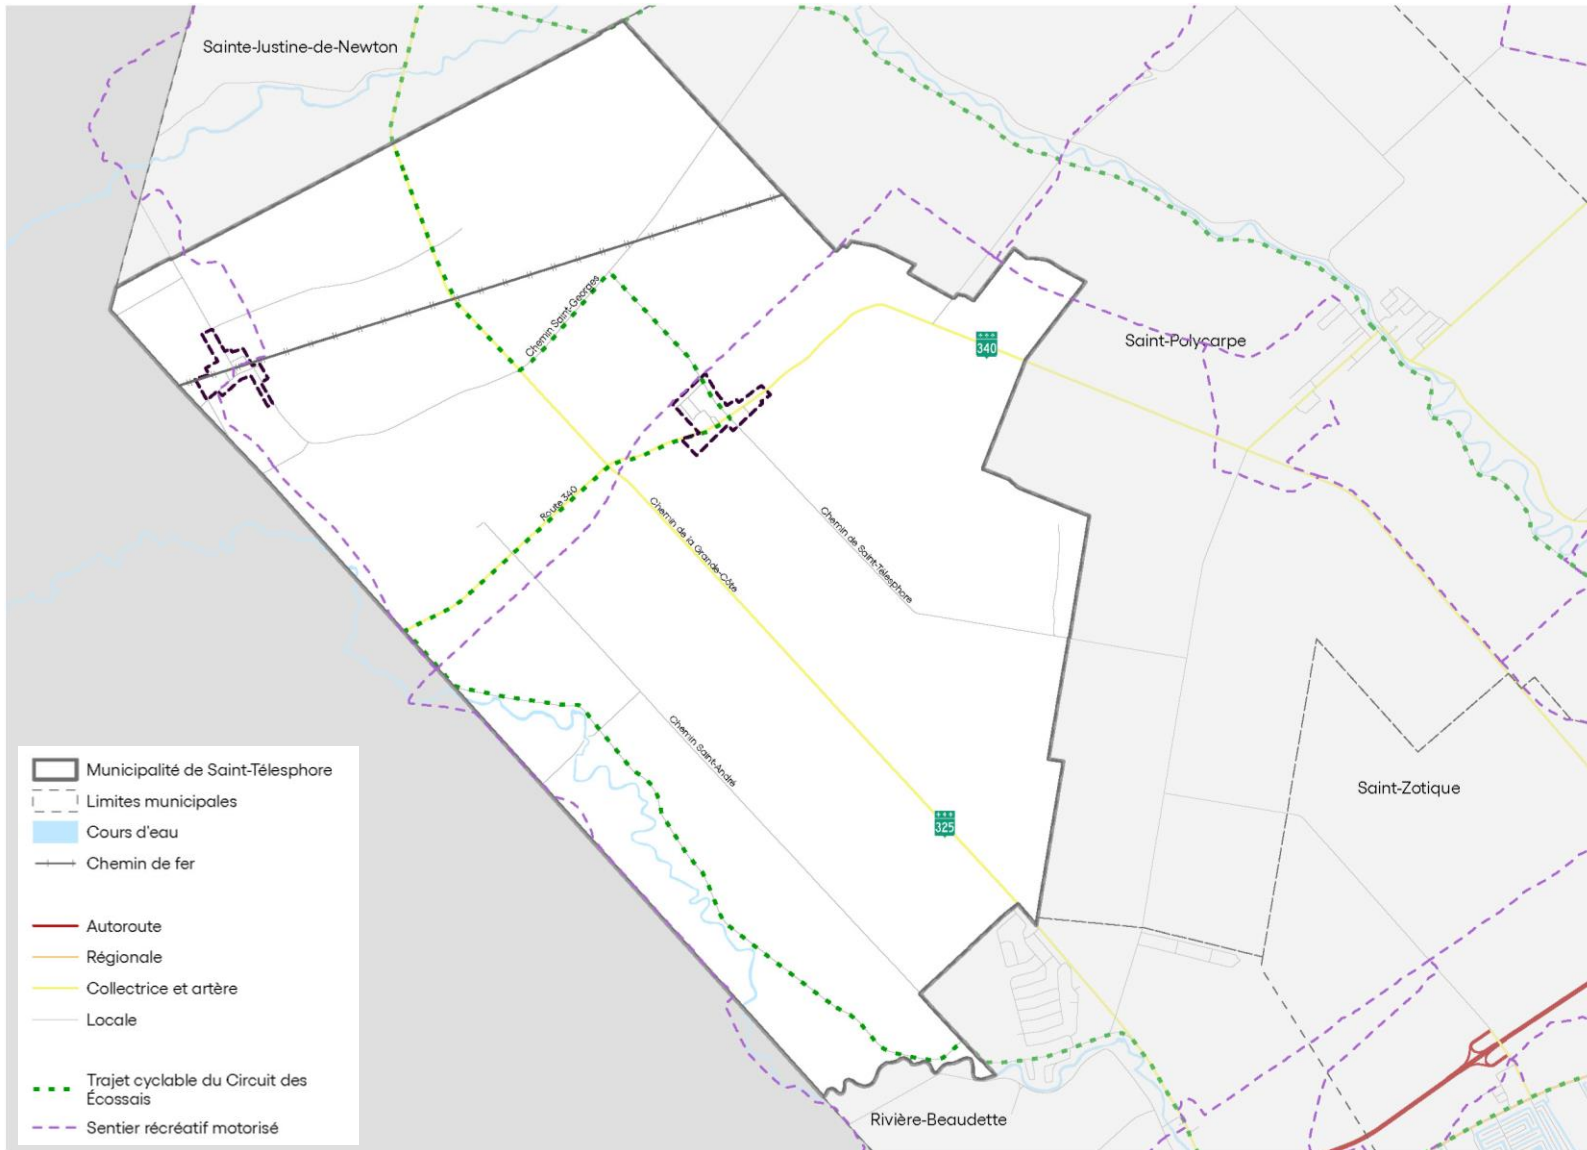 Sainte-Justine-de-Newton
Chemin Saint-Georges
340
Saint-Polycarpe
Route 340
Chemin de la Grande-Côte
Chemin de Saint-Télesphore
Chemin Saint-André
325
Saint-Zotique
Rivière-Beaudette
Municipalité de Saint-Télesphore
Limites municipales
Cours d'eau
Chemin de fer
Autoroute
Régionale
Collectrice et artère
Locale
Trajet cyclable du Circuit des
Écossais
Sentier récréatif motorisé